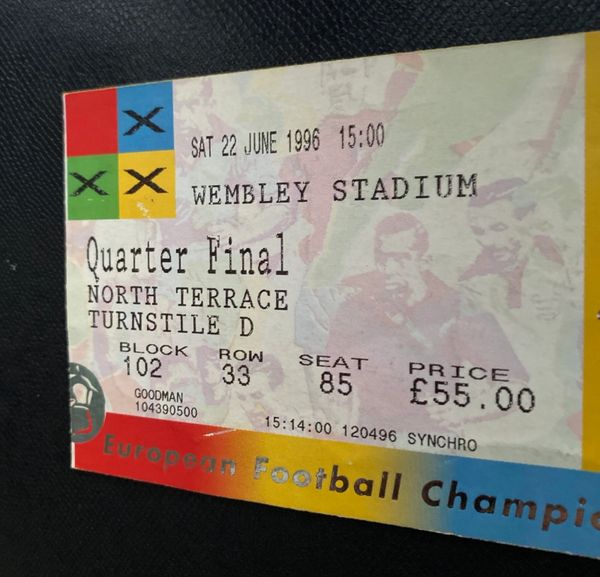 SAT 22 JUNE 1996 15:00
WEMBLEY STADIUM
Quarter Final
NORTH TERRACE
TURNSTILE D
BLOCK ROW SEAT PRICE
102 33 85 £55.00
GOODMAN
104390500
15:14:00 120496 SYNCHRO
European Football Champio